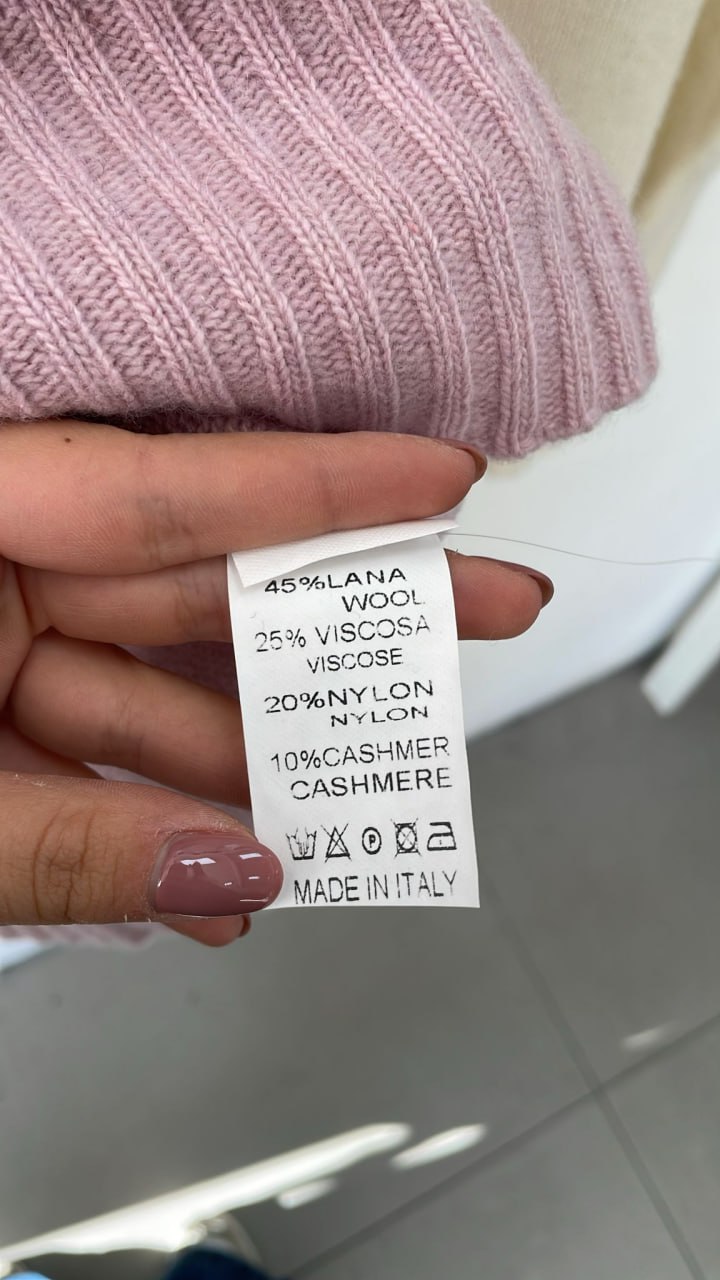 45%LANA
WOOL
25% VISCOSA
VISCOSE
20%NYLON
NYLON
10%CASHMER
CASHMERE
P
MADE IN ITALY